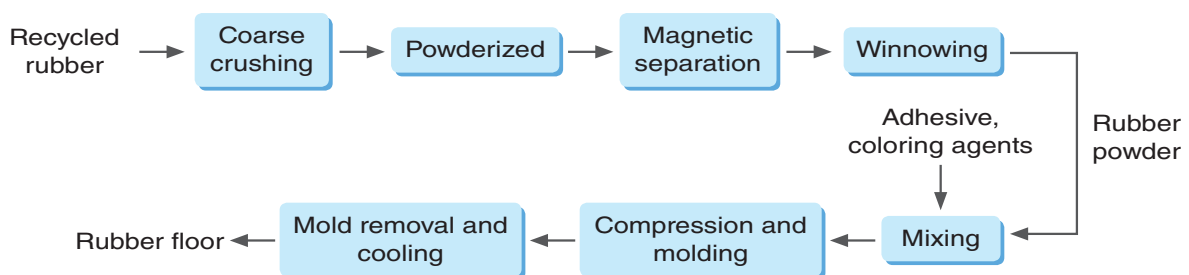 Recycled
rubber
Coarse
crushing
Powderized
Magnetic
separation
Winnowing
Rubber
powder
Adhesive,
coloring agents
Mixing
Compression and
molding
Mold removal and
cooling
Rubber floor